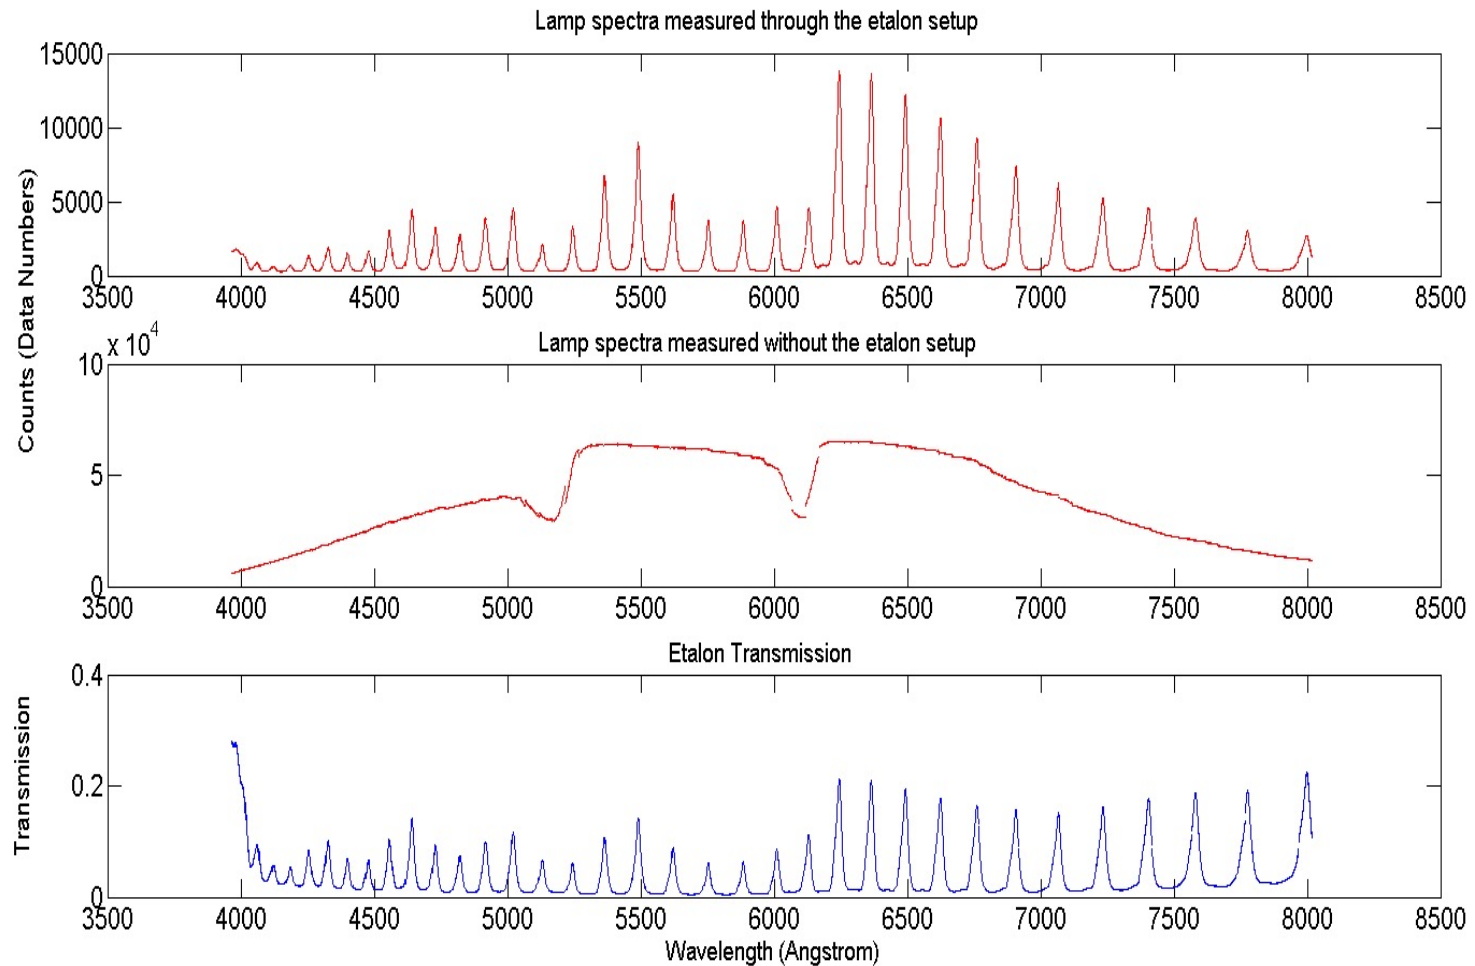 Lamp spectra measured through the etalon setup
15000
10000
5000
0
3500 4000 4500 5000 5500 6000 6500 7000 7500 8000 8500
Counts (Data Numbers)
Lamp spectra measured without the etalon setup
x 10^4
10
5
0
3500 4000 4500 5000 5500 6000 6500 7000 7500 8000 8500
Etalon Transmission
0.4
0.2
0
Transmission
3500 4000 4500 5000 5500 6000 6500 7000 7500 8000 8500
Wavelength (Angstrom)